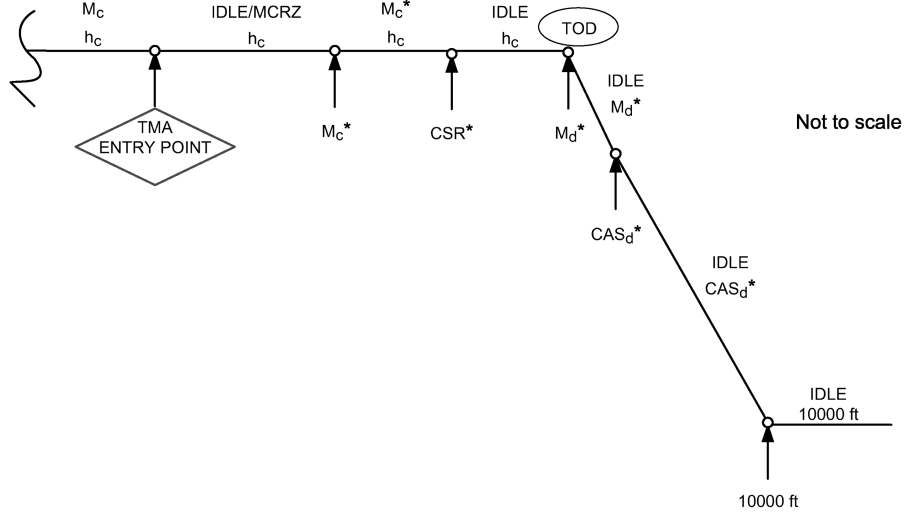 M_c
h_c
IDLE/MCRZ
h_c
M_c*
h_c
IDLE
h_c
TOD
TMA
ENTRY POINT
M_c*
CSR*
M_d*
IDLE
M_d*
Not to scale
CAS_d*
IDLE
CAS_d*
IDLE
10000 ft
10000 ft